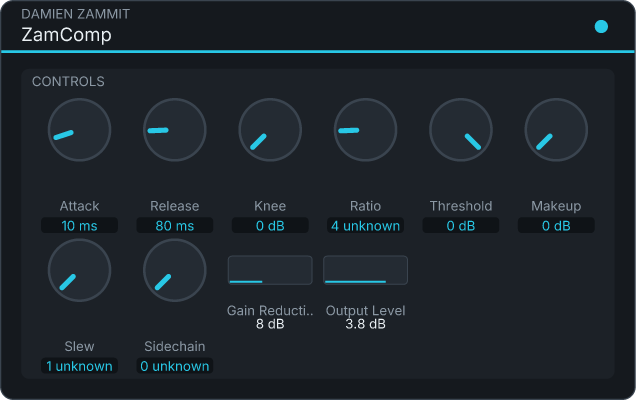 DAMIEN ZAMMIT
ZamComp
CONTROLS
Attack Release Knee Ratio Threshold Makeup
10 ms 80 ms 0 dB 4 unknown 0 dB 0 dB
Gain Reducti.. Output Level
8 dB 3.8 dB
Slew Sidechain
1 unknown 0 unknown